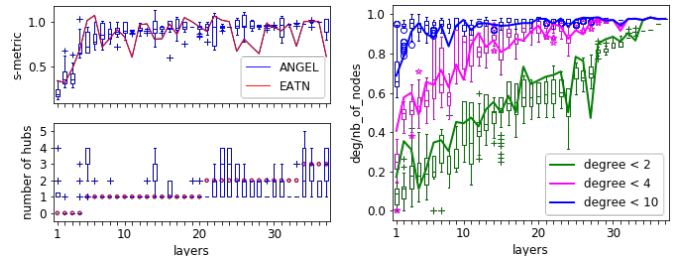 s-metric
1.0
0.5
ANGEL
EATN
number of hubs
5
4
3
2
1
0
1
10
20
30
layers
deg/nb_of_nodes
1.0
0.8
0.6
0.4
0.2
0.0
degree < 2
degree < 4
degree < 10
1
10
20
30
layers